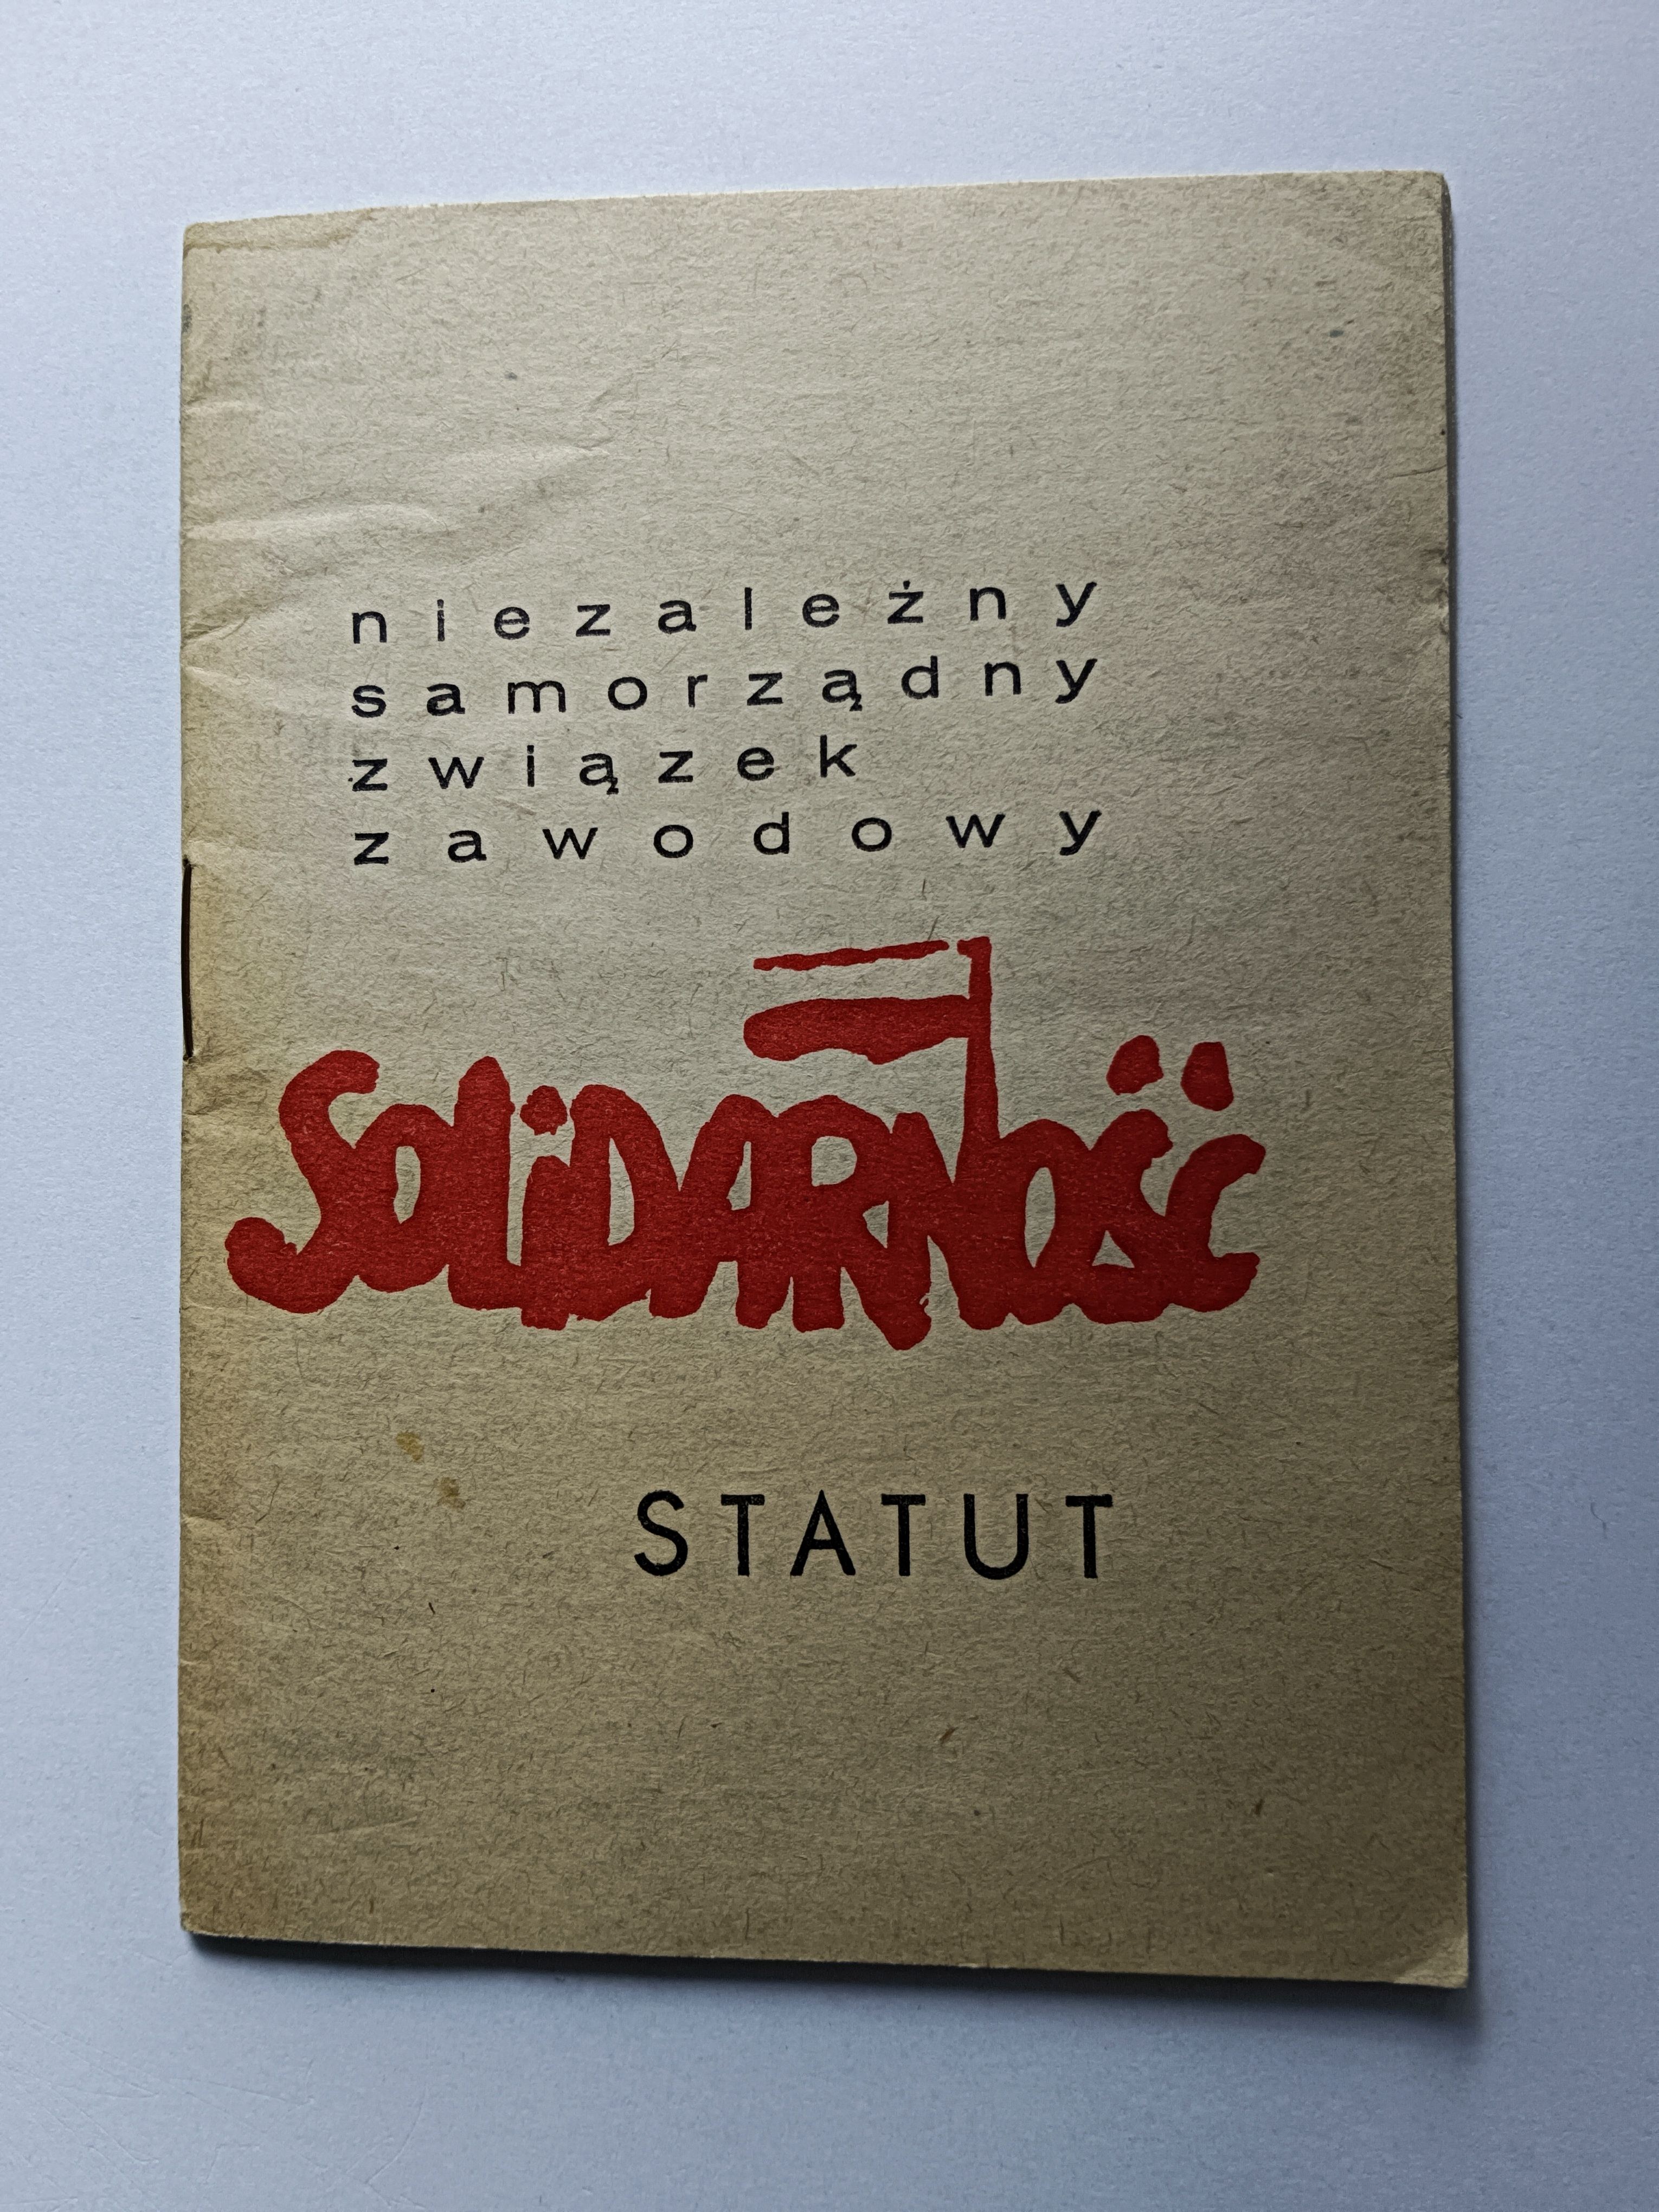 niezależny
samorządny
związek
zawodowy
SOLiDARNOŚĆ
STATUT